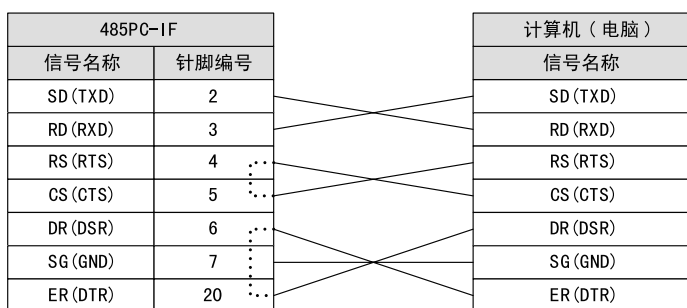 485PC-IF 计算机（电脑）
信号名称 针脚编号 信号名称
SD(TXD) 2 SD(TXD)
RD(RXD) 3 RD(RXD)
RS(RTS) 4 RS(RTS)
CS(CTS) 5 CS(CTS)
DR(DSR) 6 DR(DSR)
SG(GND) 7 SG(GND)
ER(DTR) 20 ER(DTR)